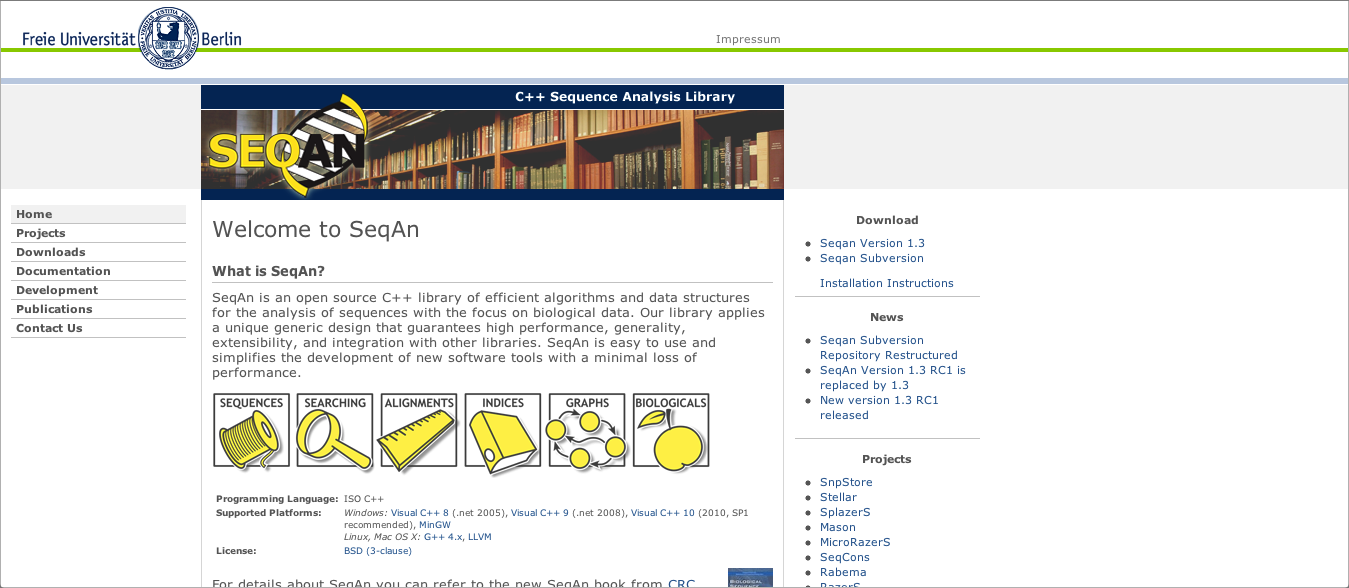 Freie Universität Berlin
Impressum
C++ Sequence Analysis Library
SEQAN
Home
Projects
Downloads
Documentation
Development
Publications
Contact Us
Welcome to SeqAn
What is SeqAn?
SeqAn is an open source C++ library of efficient algorithms and data structures
for the analysis of sequences with the focus on biological data. Our library applies
a unique generic design that guarantees high performance, generality,
extensibility, and integration with other libraries. SeqAn is easy to use and
simplifies the development of new software tools with a minimal loss of
performance.
SEQUENCES SEARCHING ALIGNMENTS INDICES GRAPHS BIOLOGICALS
Programming Language: ISO C++
Supported Platforms: Windows: Visual C++ 8 (.net 2005), Visual C++ 9 (.net 2008), Visual C++ 10 (2010, SP1
recommended), MinGW
Linux, Mac OS X: G++ 4.x, LLVM
License: BSD (3-clause)
For details about SeqAn you can refer to the new SeqAn book from CRC
Download
Seqan Version 1.3
Seqan Subversion
Installation Instructions
News
Seqan Subversion
Repository Restructured
SeqAn Version 1.3 RC1 is
replaced by 1.3
New version 1.3 RC1
released
Projects
SnpStore
Stellar
SplazerS
Mason
MicroRazerS
SeqCons
Rabema
RazerS